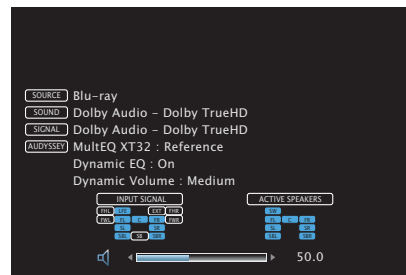 SOURCE Blu-ray
SOUND Dolby Audio - Dolby TrueHD
SIGNAL Dolby Audio - Dolby TrueHD
AUDYSSEY MultEQ XT32 : Reference
Dynamic EQ : On
Dynamic Volume : Medium
INPUT SIGNAL ACTIVE SPEAKERS
FHL LFE EXT FHR SW
FWL FL C FR FWR FL C FR
SL SR SL SR
SBL SB SBR SBL SBR
50.0